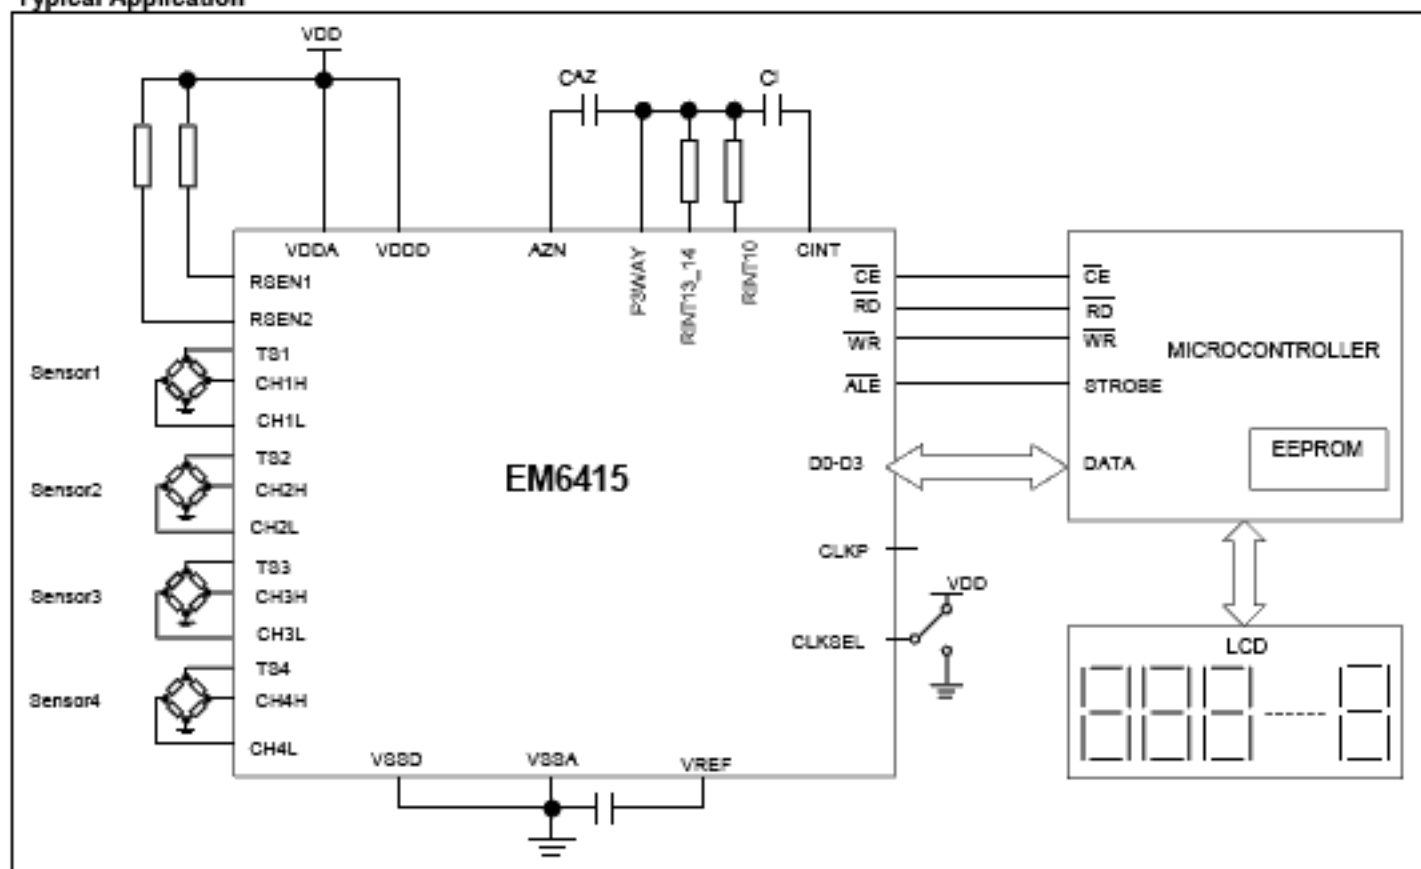 Typical Application
VDD
CAZ
CI
VDDA
VDDD
AZN
P3WAY
RINT13_14
RINT10
CINT
RSEN1
RSEN2
Sensor1
TS1
CH1H
CH1L
Sensor2
TS2
CH2H
CH2L
Sensor3
TS3
CH3H
CH3L
Sensor4
TS4
CH4H
CH4L
EM6415
CE
RD
WR
ALE
D0-D3
CLKP
CLKSEL
VDD
VSSD
VSSA
VREF
CE
RD
WR
STROBE
DATA
MICROCONTROLLER
EEPROM
LCD